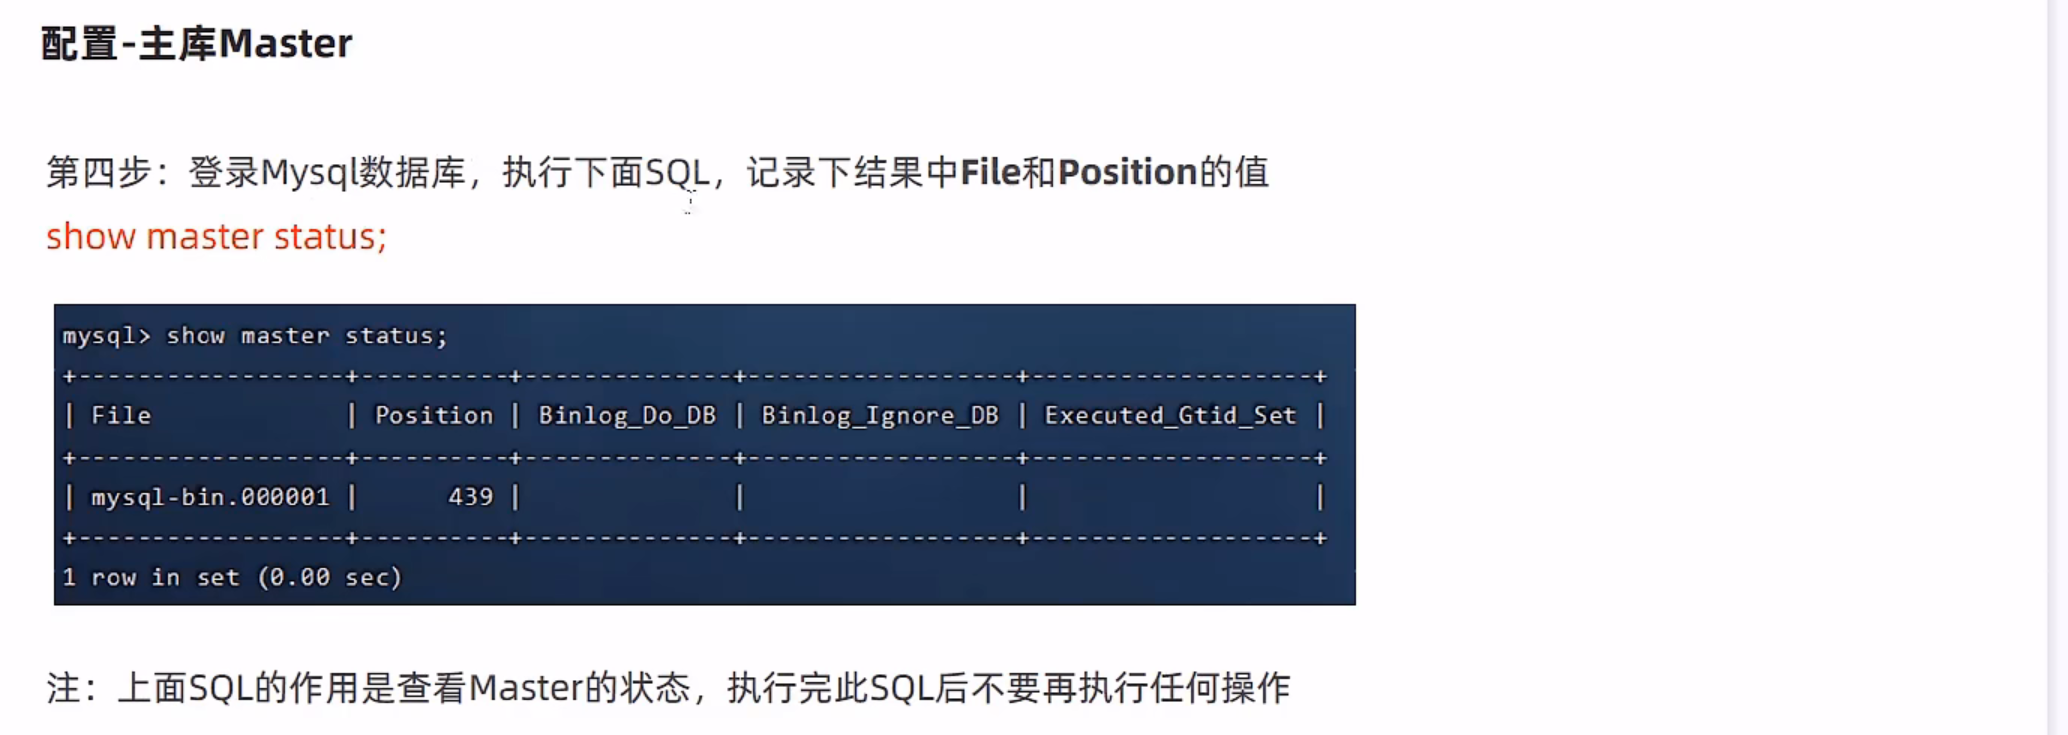 配置-主库Master
第四步：登录Mysql数据库，执行下面SQL，记录下结果中File和Position的值
show master status;
mysql> show master status;
+------------------+----------+--------------+------------------+-------------------+
| File             | Position | Binlog_Do_DB | Binlog_Ignore_DB | Executed_Gtid_Set |
+------------------+----------+--------------+------------------+-------------------+
| mysql-bin.000001 |      439 |              |                  |                   |
+------------------+----------+--------------+------------------+-------------------+
1 row in set (0.00 sec)
注：上面SQL的作用是查看Master的状态，执行完此SQL后不要再执行任何操作